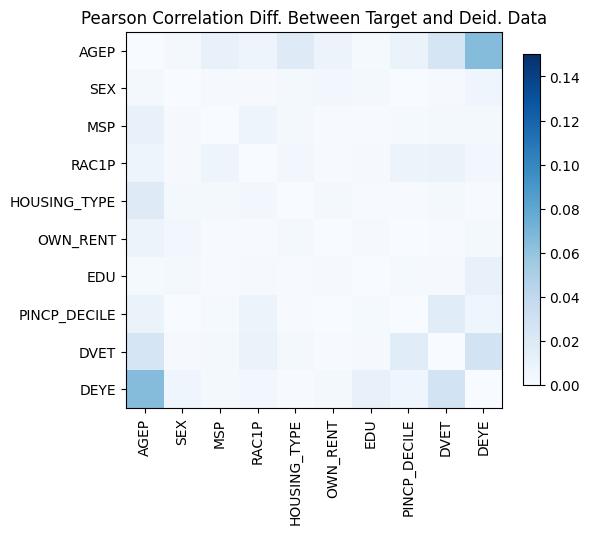 Pearson Correlation Diff. Between Target and Deid. Data
AGEP
SEX
MSP
RAC1P
HOUSING_TYPE
OWN_RENT
EDU
PINCP_DECILE
DVET
DEYE
AGEP
SEX
MSP
RAC1P
HOUSING_TYPE
OWN_RENT
EDU
PINCP_DECILE
DVET
DEYE
0.14
0.12
0.10
0.08
0.06
0.04
0.02
0.00